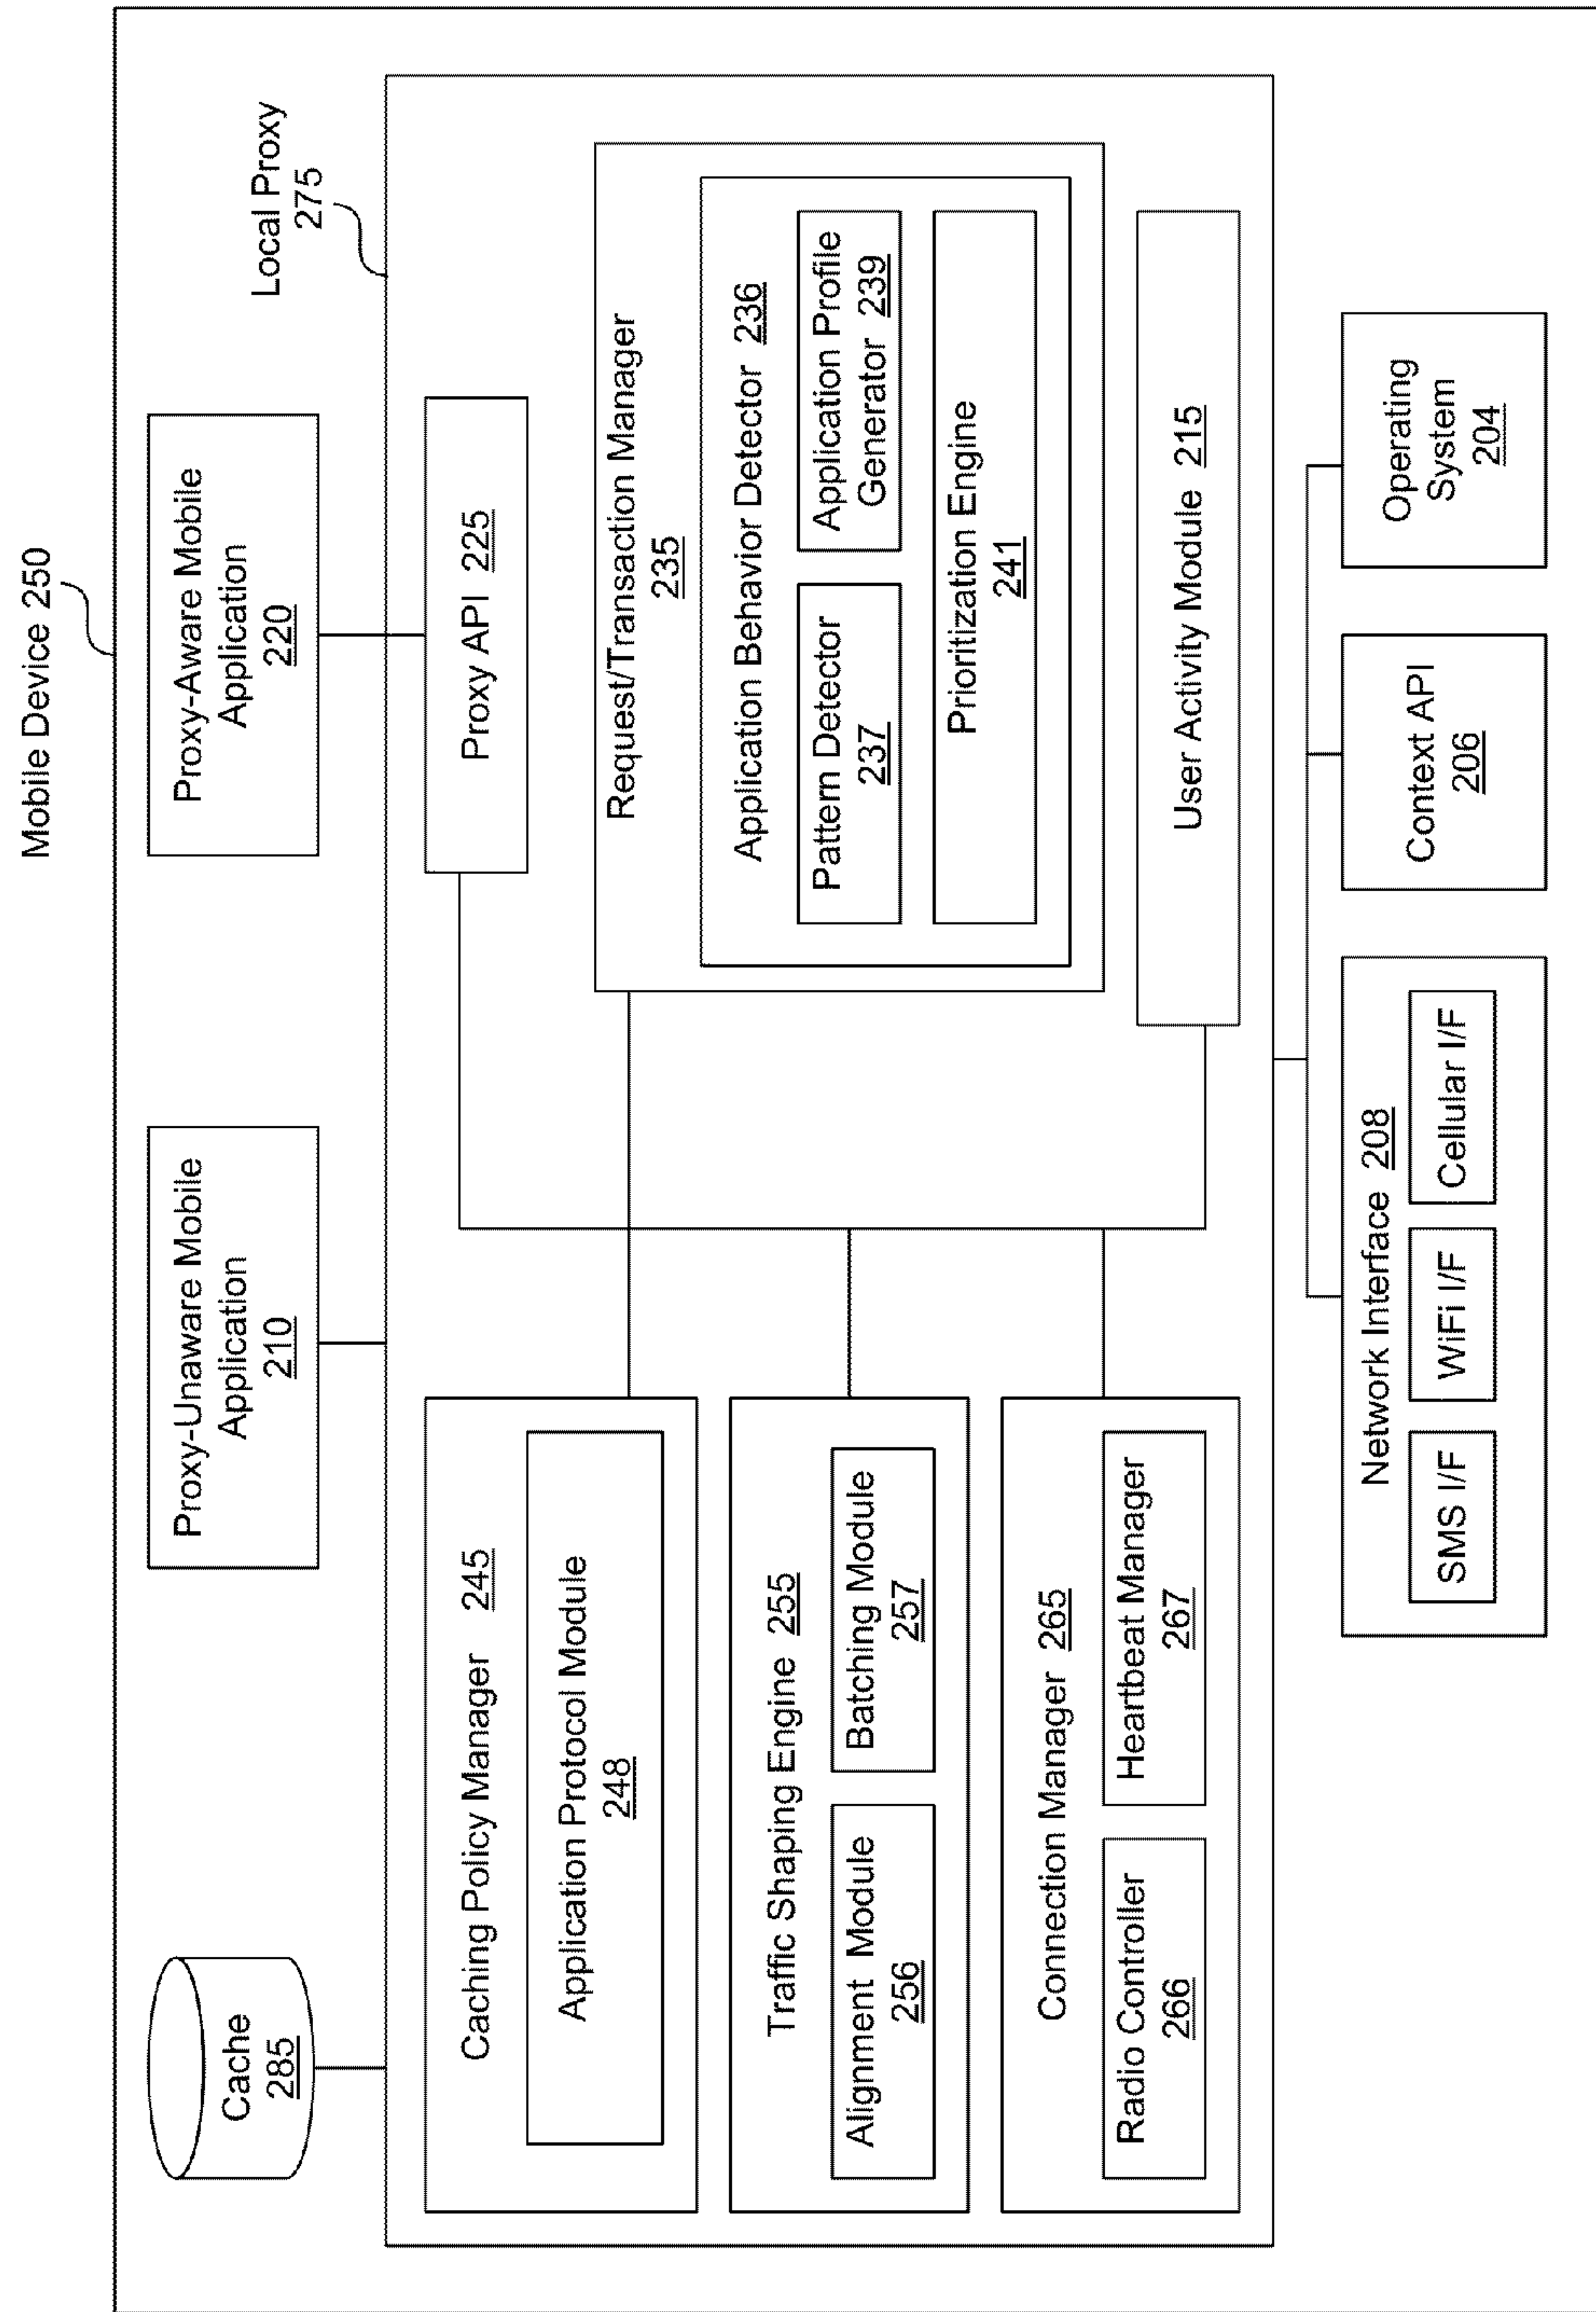 Mobile Device 250
Local Proxy
275
Cache
285
Proxy-Unaware Mobile
Application
210
Proxy-Aware Mobile
Application
220
Proxy API 225
Caching Policy Manager 245
Application Protocol Module
248
Traffic Shaping Engine 255
Alignment Module
256
Batching Module
257
Connection Manager 265
Radio Controller
266
Heartbeat Manager
267
Request/Transaction Manager
235
Application Behavior Detector 236
Pattern Detector
237
Application Profile
Generator 239
Prioritization Engine
241
User Activity Module 215
Network Interface 208
SMS I/F
WiFi I/F
Cellular I/F
Context API
206
Operating
System
204